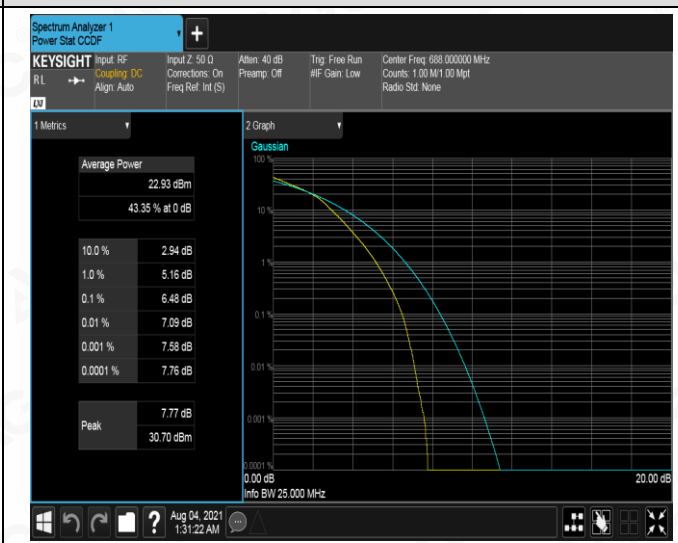 Spectrum Analyzer 1
Power Stat CCDF
+
KEYSIGHT Input: RF Input Z: 50 Ω Atten: 40 dB Trig: Free Run Center Freq: 688.000000 MHz
RL Coupling: DC Corrections: On Preamp: Off #IF Gain: Low Counts: 1.00 M/1.00 Mpt
Align: Auto Freq Ref: Int (S) Radio Std: None
LXI
1 Metrics 2 Graph
Gaussian
Average Power
22.93 dBm
43.35 % at 0 dB
10.0 % 2.94 dB
1.0 % 5.16 dB
0.1 % 6.48 dB
0.01 % 7.09 dB
0.001 % 7.58 dB
0.0001 % 7.76 dB
Peak 7.77 dB
30.70 dBm
100 %
10 %
1 %
0.1 %
0.01 %
0.001 %
0.0001 %
0.00 dB 20.00 dB
Info BW 25.000 MHz
? Aug 04, 2021
1:31:22 AM